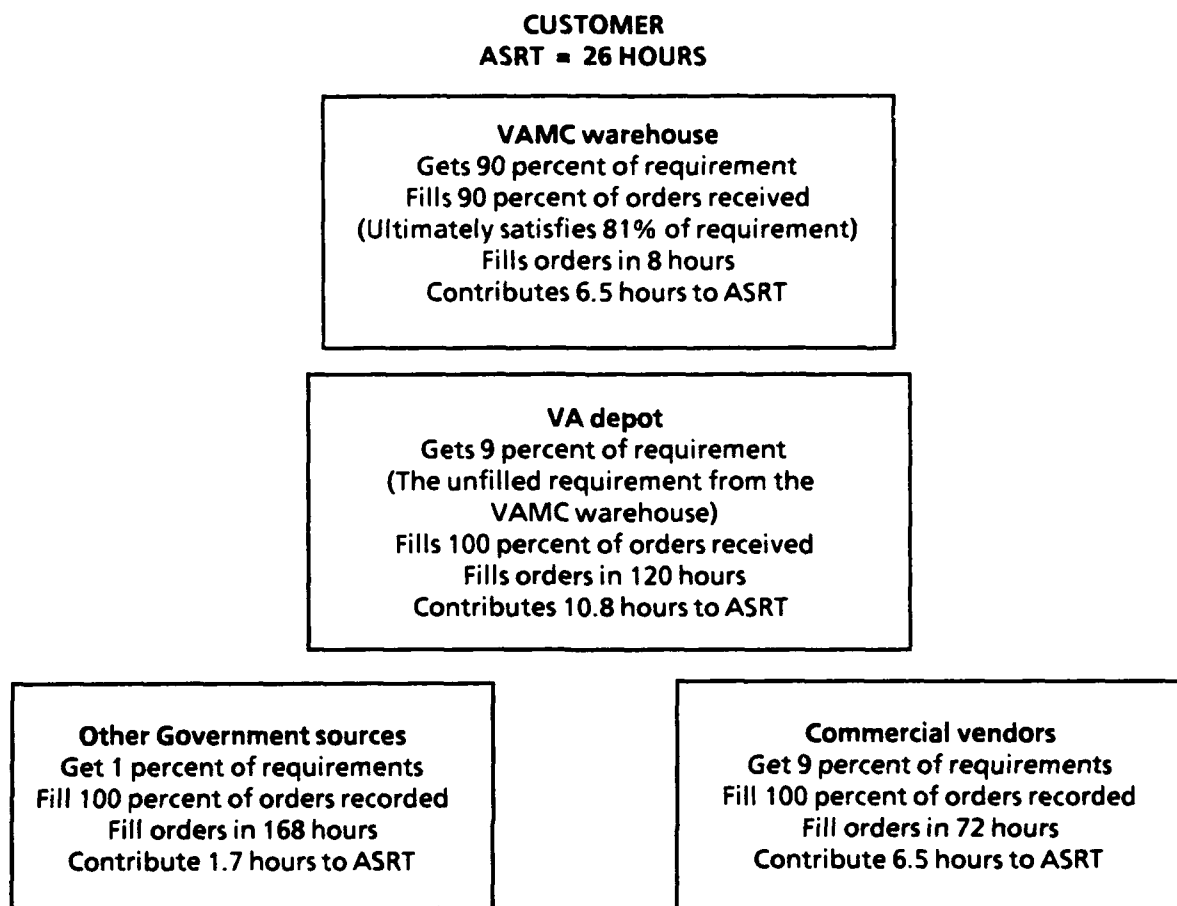 CUSTOMER
ASRT = 26 HOURS
VAMC warehouse
Gets 90 percent of requirement
Fills 90 percent of orders received
(Ultimately satisfies 81% of requirement)
Fills orders in 8 hours
Contributes 6.5 hours to ASRT
VA depot
Gets 9 percent of requirement
(The unfilled requirement from the
VAMC warehouse)
Fills 100 percent of orders received
Fills orders in 120 hours
Contributes 10.8 hours to ASRT
Other Government sources
Get 1 percent of requirements
Fill 100 percent of orders recorded
Fill orders in 168 hours
Contribute 1.7 hours to ASRT
Commercial vendors
Get 9 percent of requirements
Fill 100 percent of orders recorded
Fill orders in 72 hours
Contribute 6.5 hours to ASRT